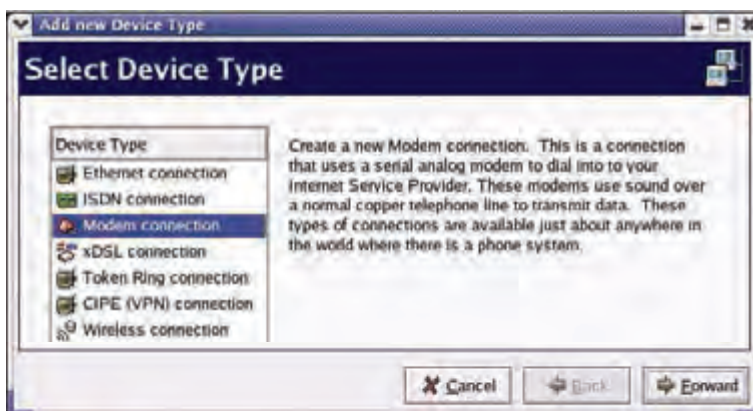 Add new Device Type
Select Device Type
Device Type
Ethernet connection
ISDN connection
Modem connection
xDSL connection
Token Ring connection
CIPE (VPN) connection
Wireless connection
Create a new Modem connection. This is a connection
that uses a serial analog modem to dial into to your
Internet Service Provider. These modems use sound over
a normal copper telephone line to transmit data. These
types of connections are available just about anywhere in
the world where there is a phone system.
Cancel
Back
Forward